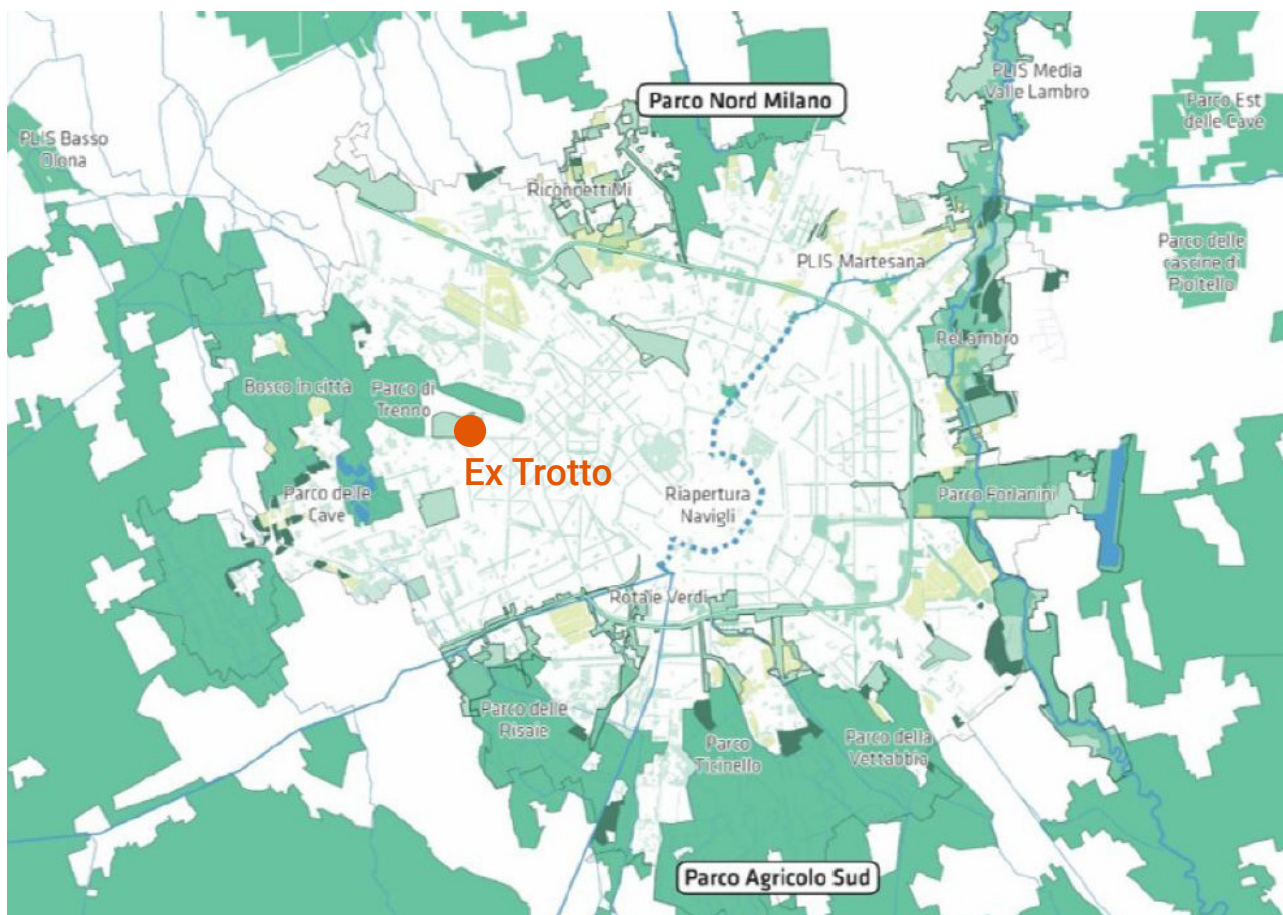 PLIS Media
Valle Lambro
Parco Nord Milano
Parco Est
delle Cave
PLIS Basso
Olona
RiconnettiMi
Parco delle
cascine di
Pioltello
PLIS Martesana
ReLambro
Bosco in città
Parco di
Trenno
Ex Trotto
Parco delle
Cave
Riapertura
Navigli
Parco Forlanini
Rotaie Verdi
Parco delle
Risaie
Parco
Ticinello
Parco della
Vettabbia
Parco Agricolo Sud